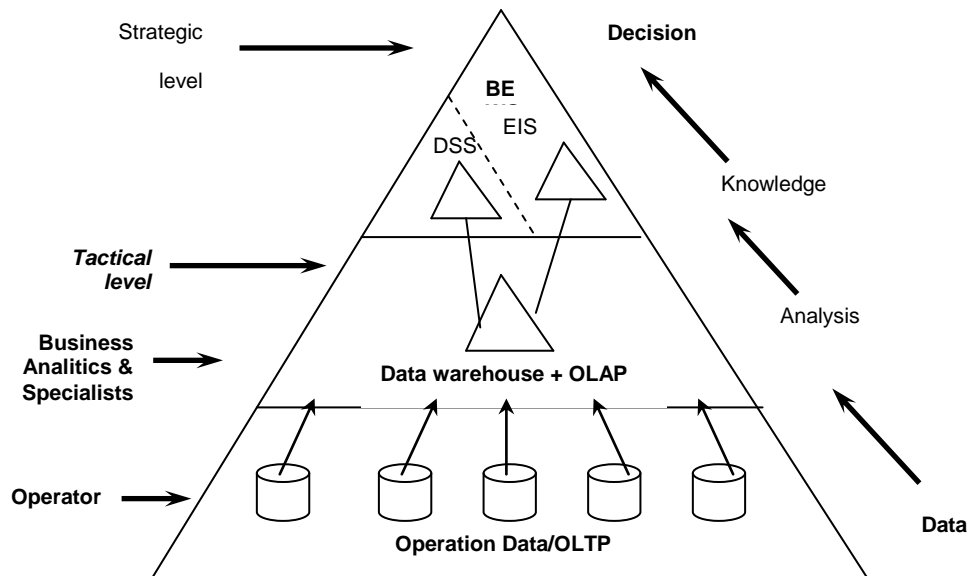 Strategic
level
Decision
BE
EIS
DSS
Knowledge
Tactical
level
Analysis
Business
Analitics &
Specialists
Data warehouse + OLAP
Operator
Operation Data/OLTP
Data